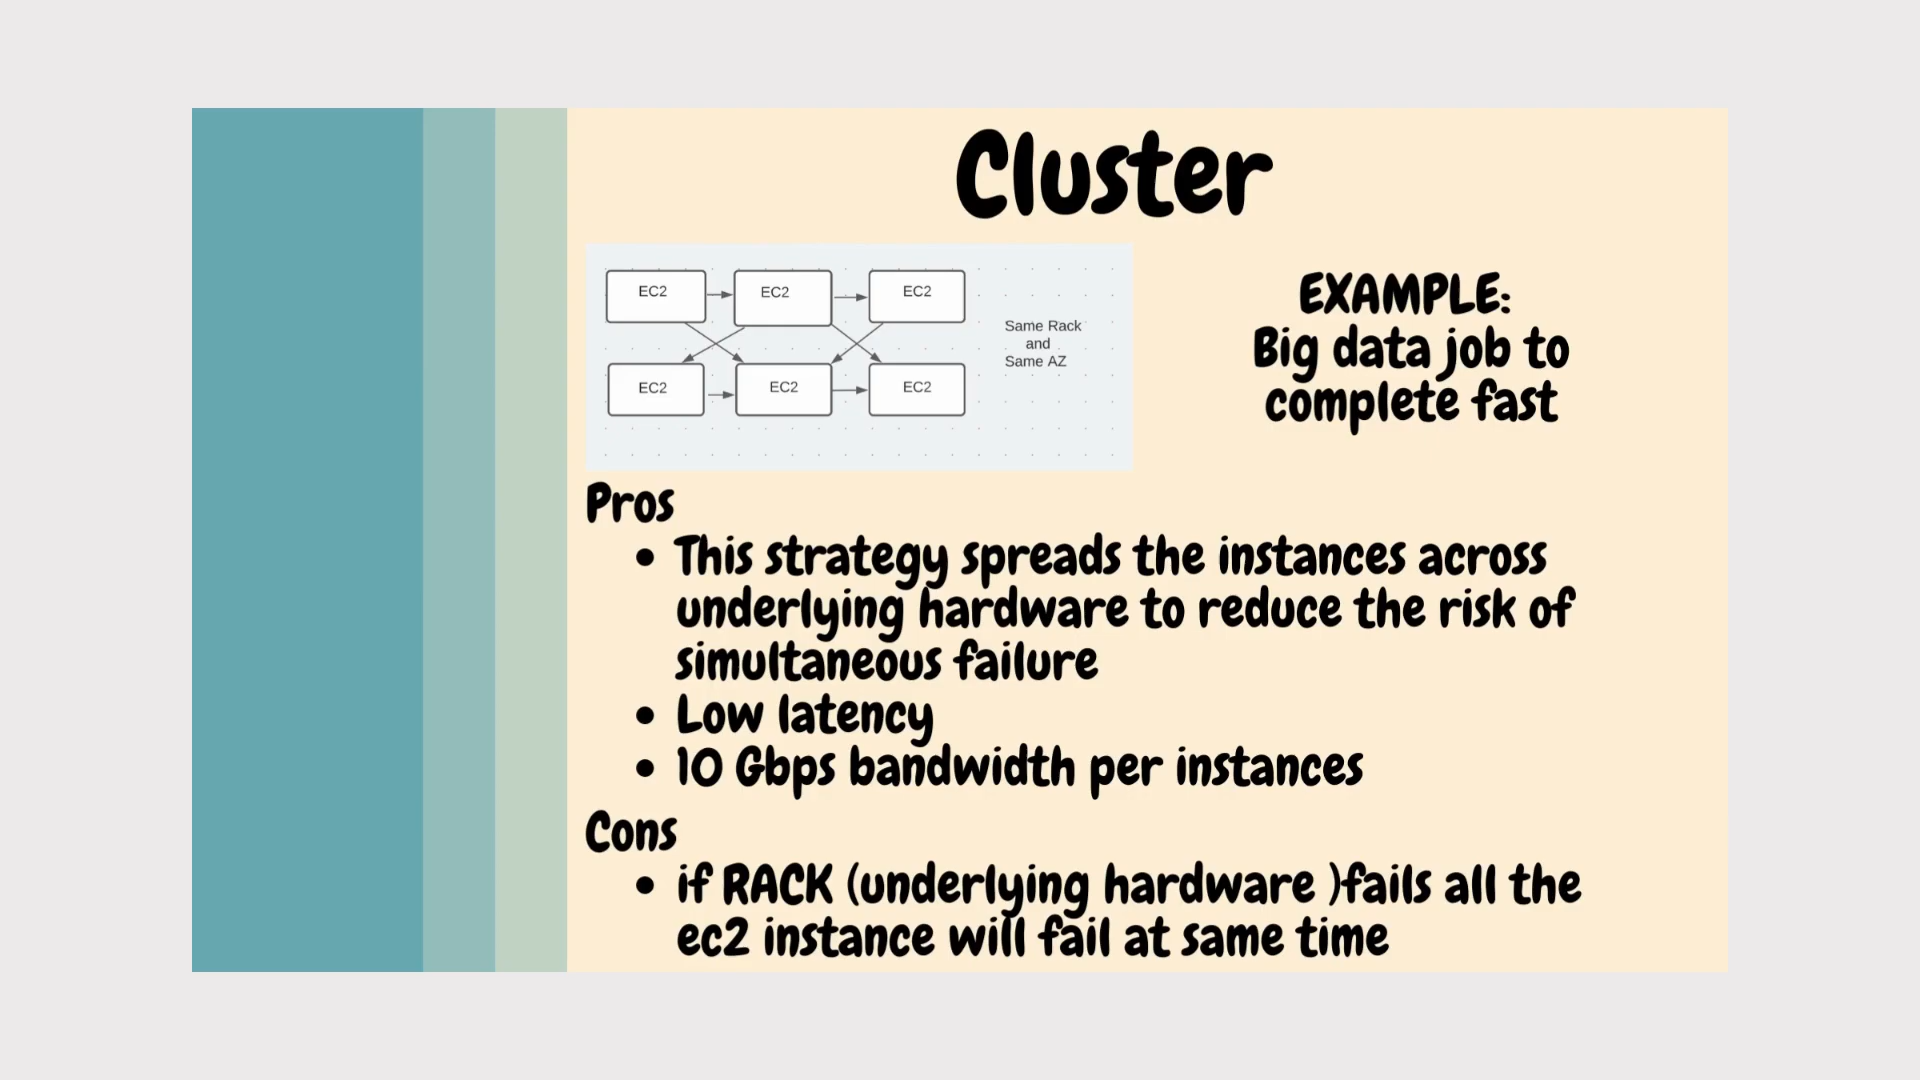 Cluster
EC2 EC2 EC2
Same Rack
and
Same AZ
EC2 EC2 EC2
EXAMPLE:
Big data job to
complete fast
Pros
• This strategy spreads the instances across
underlying hardware to reduce the risk of
simultaneous failure
• Low latency
• 10 Gbps bandwidth per instances
Cons
• if RACK (underlying hardware )fails all the
ec2 instance will fail at same time